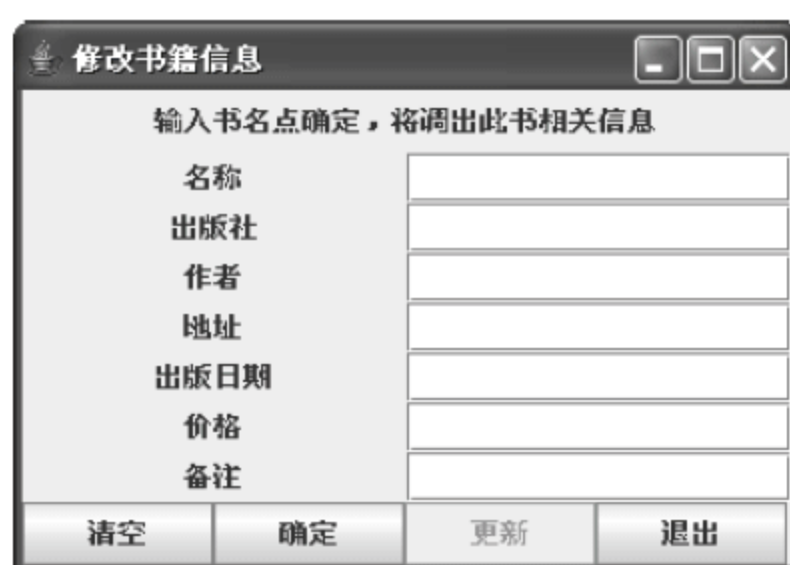 修改书籍信息
输入书名点确定，将调出此书相关信息
名称
出版社
作者
地址
出版日期
价格
备注
清空 确定 更新 退出